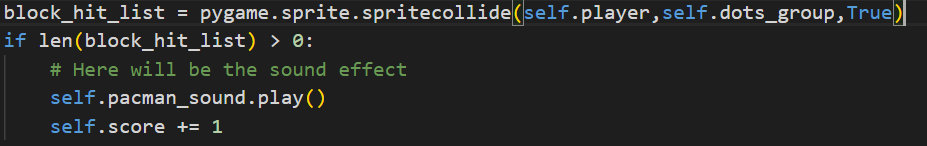 block_hit_list = pygame.sprite.spritecollide(self.player,self.dots_group,True)
if len(block_hit_list) > 0:
    # Here will be the sound effect
    self.pacman_sound.play()
    self.score += 1